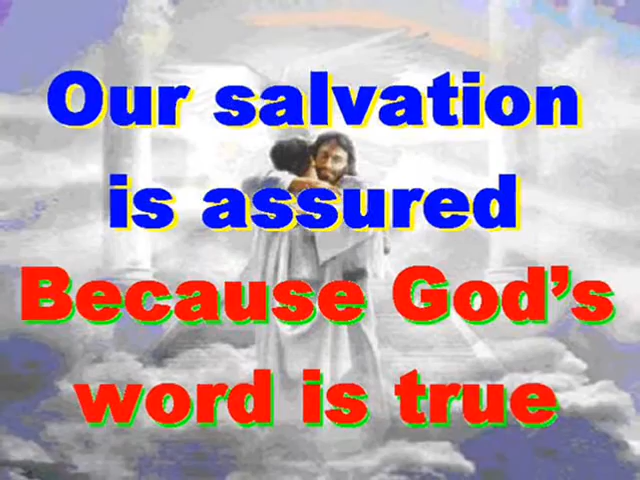 Our salvation
is assured
Because God’s
word is true